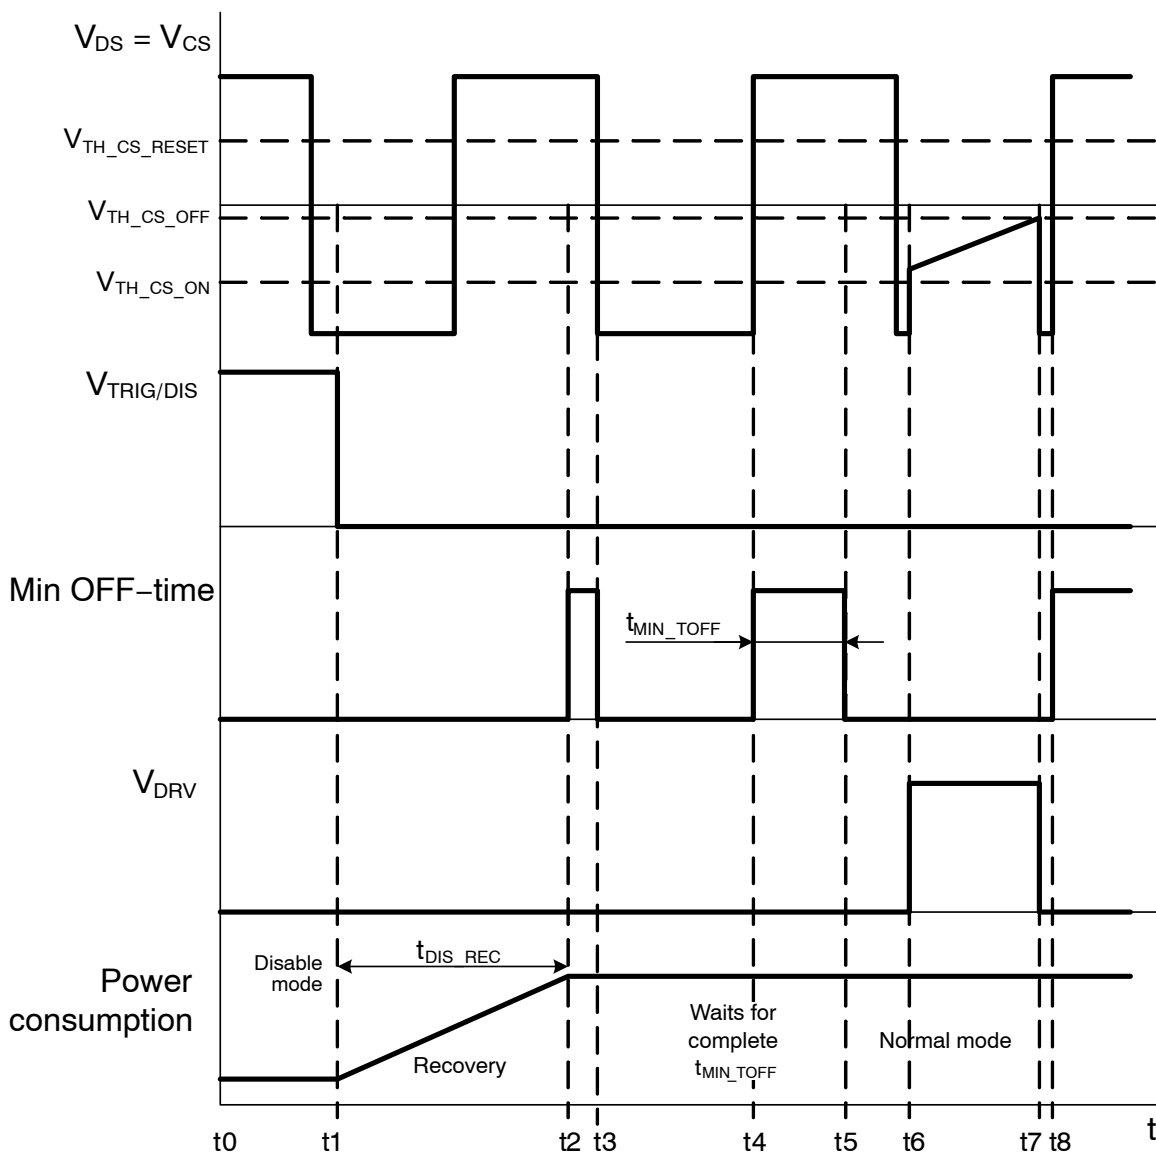 VDS = VCS
VTH_CS_RESET
VTH_CS_OFF
VTH_CS_ON
VTRIG/DIS
Min OFF−time
tMIN_TOFF
VDRV
Power
consumption
Disable
mode
tDIS_REC
Recovery
Waits for
complete
tMIN_TOFF
Normal mode
t0 t1 t2 t3 t4 t5 t6 t7 t8 t